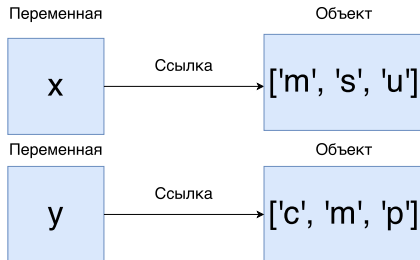 Переменная Объект
Ссылка
x ['m', 's', 'u']
Переменная Объект
Ссылка
y ['c', 'm', 'p']